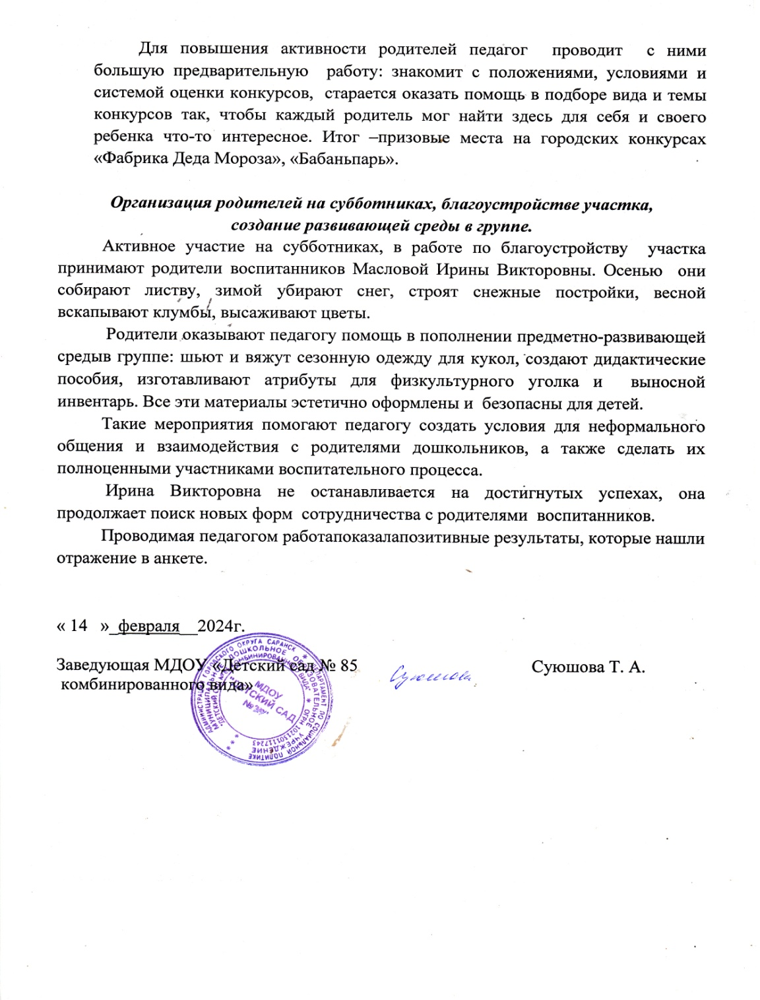 Для повышения активности родителей педагог проводит с ними
большую предварительную работу: знакомит с положениями, условиями и
системой оценки конкурсов, старается оказать помощь в подборе вида и темы
конкурсов так, чтобы каждый родитель мог найти здесь для себя и своего
ребенка что-то интересное. Итог –призовые места на городских конкурсах
«Фабрика Деда Мороза», «Бабаньпарь».
Организация родителей на субботниках, благоустройстве участка,
создание развивающей среды в группе.
Активное участие на субботниках, в работе по благоустройству участка
принимают родители воспитанников Масловой Ирины Викторовны. Осенью они
собирают листву, зимой убирают снег, строят снежные постройки, весной
вскапывают клумбы, высаживают цветы.
Родители оказывают педагогу помощь в пополнении предметно-развивающей
средыв группе: шьют и вяжут сезонную одежду для кукол, создают дидактические
пособия, изготавливают атрибуты для физкультурного уголка и выносной
инвентарь. Все эти материалы эстетично оформлены и безопасны для детей.
Такие мероприятия помогают педагогу создать условия для неформального
общения и взаимодействия с родителями дошкольников, а также сделать их
полноценными участниками воспитательного процесса.
Ирина Викторовна не останавливается на достигнутых успехах, она
продолжает поиск новых форм сотрудничества с родителями воспитанников.
Проводимая педагогом работапоказалапозитивные результаты, которые нашли
отражение в анкете.
« 14 »_февраля__2024г.
Заведующая МДОУ «Детский сад № 85 Суюшова Суюшова Т. А.
комбинированного вида»
АДМИНИСТРАЦИЯ ГОРОДСКОГО ОКРУГА САРАНСК * ДЕПАРТАМЕНТ ПО СОЦИАЛЬНОЙ ПОЛИТИКЕ
МУНИЦИПАЛЬНОЕ ДОШКОЛЬНОЕ ОБРАЗОВАТЕЛЬНОЕ УЧРЕЖДЕНИЕ
"ДЕТСКИЙ САД №85 КОМБИНИРОВАННОГО ВИДА" * ОГРН 1021301117243
МДОУ
"ДЕТСКИЙ САД